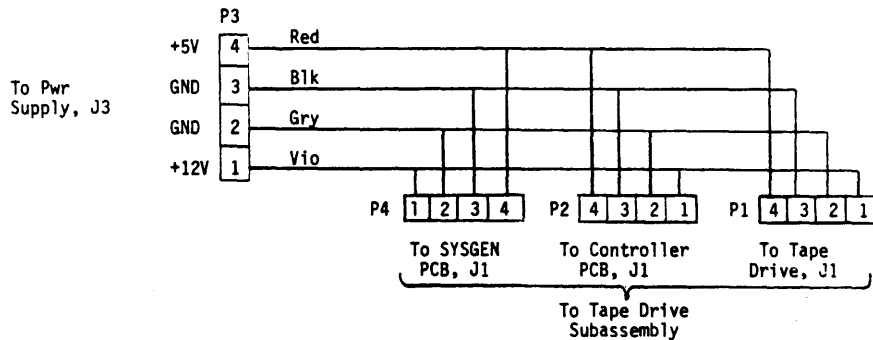 P3
+5V 4 Red
GND 3 Blk
To Pwr
Supply, J3
GND 2 Gry
+12V 1 Vio
P4 1 2 3 4
P2 4 3 2 1
P1 4 3 2 1
To SYSGEN
PCB, J1
To Controller
PCB, J1
To Tape
Drive, J1
To Tape Drive
Subassembly